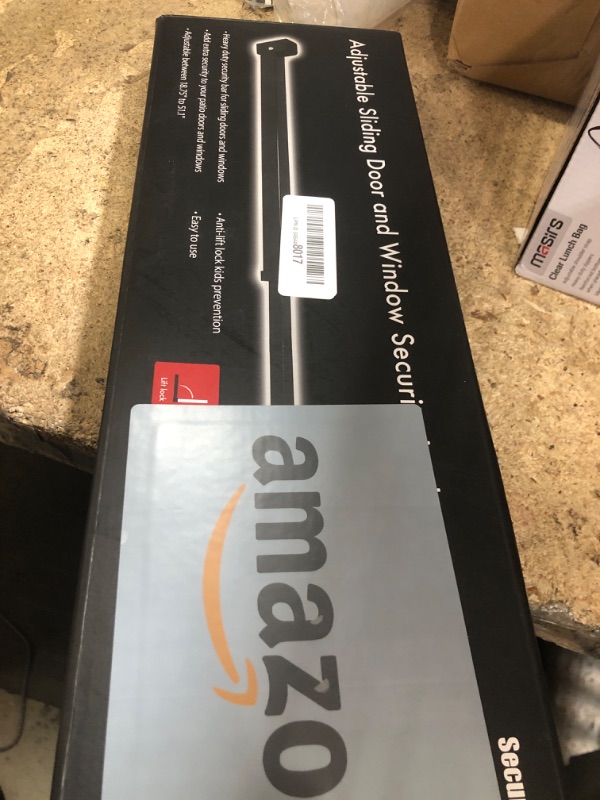 Adjustable Sliding Door and Window Securi
• Heavy duty security bar for sliding doors and windows
• Add extra security to your patio doors and windows
• Adjustable between 18.75" to 51.1"
• Anti-lift lock, kids prevention
• Easy to use
8017
Lift lock
amazo
Secu
masirs
Clear Lunch Bag